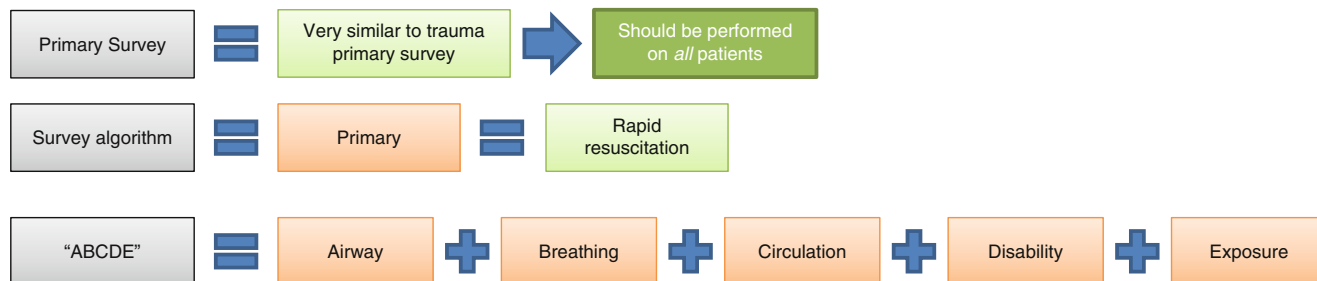 Primary Survey
Very similar to trauma
primary survey
Should be performed
on all patients
Survey algorithm
Primary
Rapid
resuscitation
“ABCDE”
Airway
Breathing
Circulation
Disability
Exposure